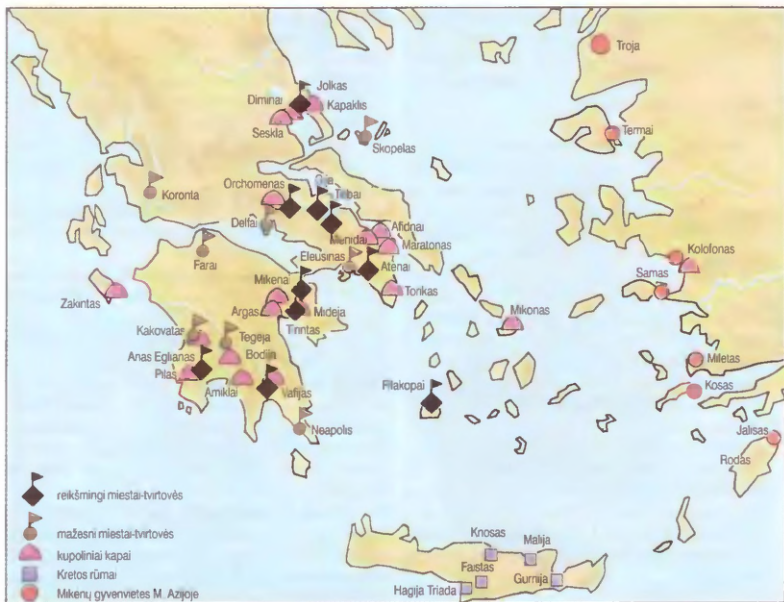 Troja
Jolkas
Diminai
Kapaklis
Seskla
Skopelas
Termai
Orchomenas
Koronta
Tebai
Delfai
Afidnai
Menidai
Maratonas
Eleusinas
Kolofonas
Farai
Atėnai
Samas
Mikėnai
Zakintas
Torikas
Argas
Mideja
Mikonas
Tirintas
Kakovatas
Tegėja
Anas Eglianas
Bodija
Miletas
Pilas
Filakopai
Kosas
Amiklai
Vafijas
Neapolis
Jalisas
Rodas
reikšmingi miestai-tvirtovės
mažesni miestai-tvirtovės
kupoliniai kapai
Kretos rūmai
Mikėnų gyvenvietės M. Azijoje
Knosas
Malija
Faistas
Gurnija
Hagija Triada